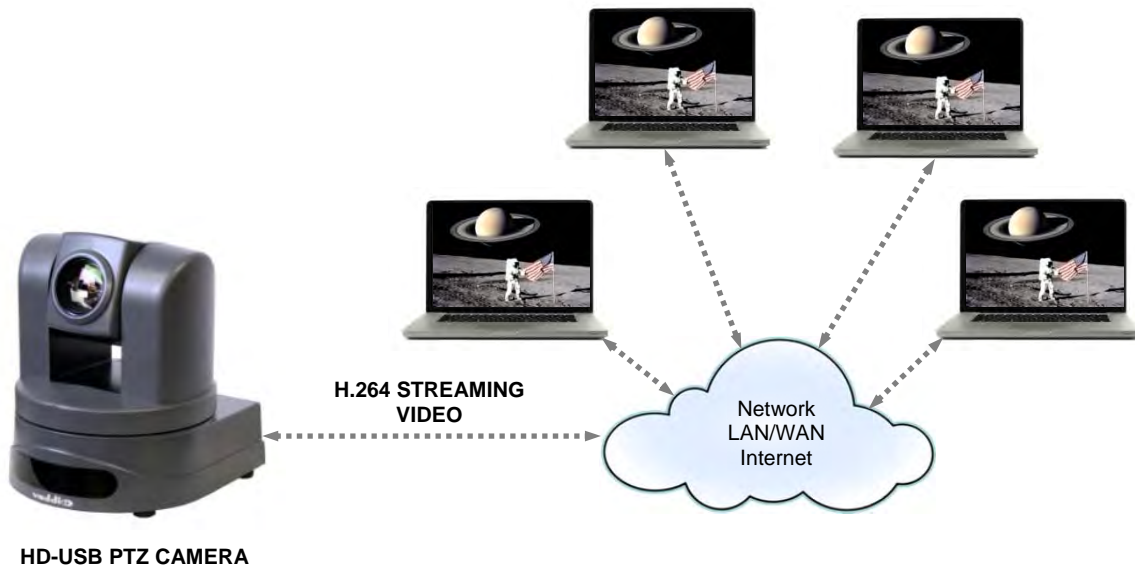 H.264 STREAMING
VIDEO
Network
LAN/WAN
Internet
HD-USB PTZ CAMERA